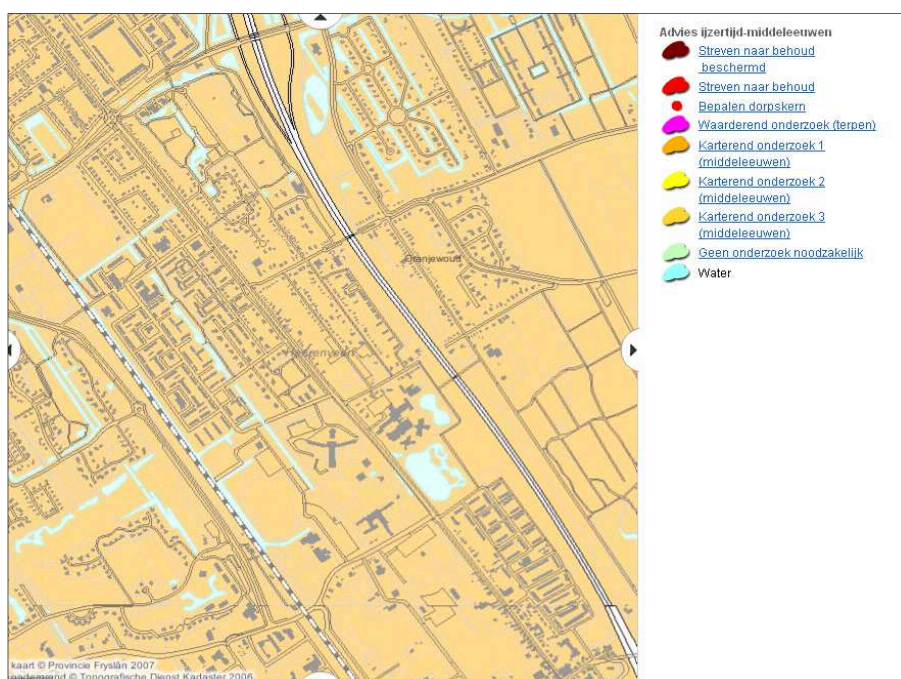 Advies ijzertijd-middeleeuwen
Streven naar behoud
beschermd
Streven naar behoud
Bepalen dorpskern
Waarderend onderzoek (terpen)
Karterend onderzoek 1
(middeleeuwen)
Karterend onderzoek 2
(middeleeuwen)
Karterend onderzoek 3
(middeleeuwen)
Geen onderzoek noodzakelijk
Water
Oranjewoud
Heerenveen
kaart © Provincie Fryslân 2007
© Topografische Dienst Kadaster 2006